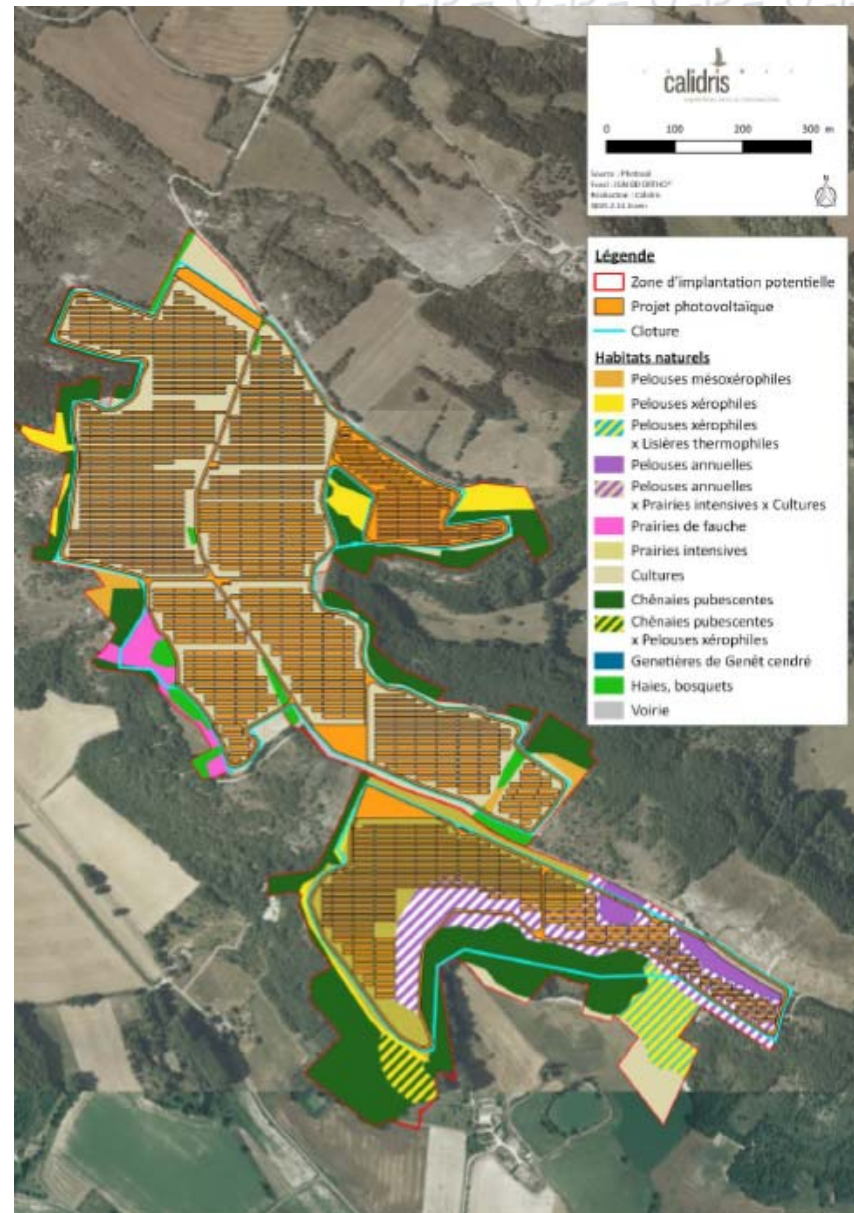 calidris
0 100 200 300 m
Légende
Zone d'implantation potentielle
Projet photovoltaïque
Cloture
Habitats naturels
Pelouses mésoxérophiles
Pelouses xérophiles
Pelouses xérophiles
x Lisières thermophiles
Pelouses annuelles
Pelouses annuelles
x Prairies intensives x Cultures
Prairies de fauche
Prairies intensives
Cultures
Chênaies pubescentes
Chênaies pubescentes
x Pelouses xérophiles
Genetières de Genêt cendré
Haies, bosquets
Voirie